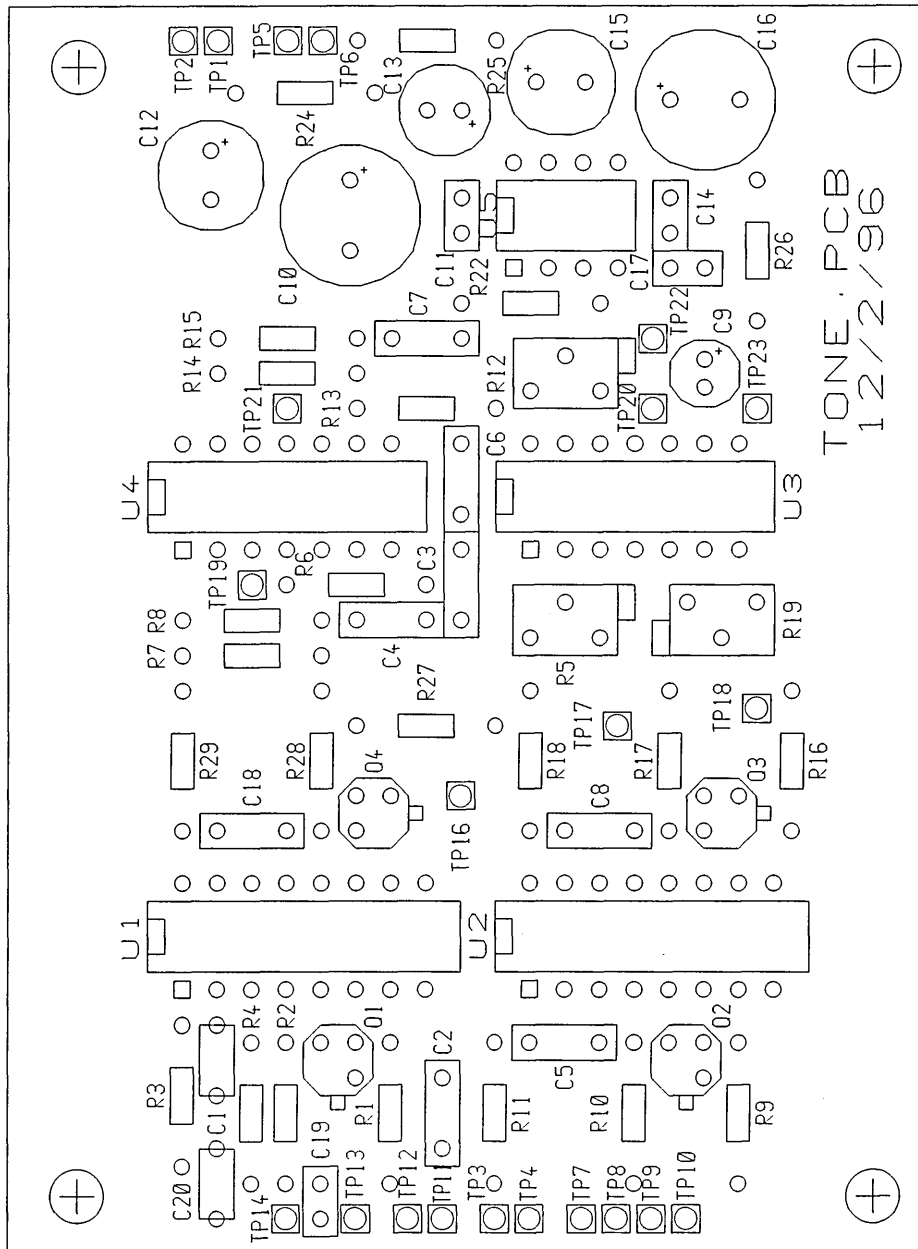 TP2
TP1
TP5
TP6
C13
R25
C15
C16
C12
R24
C10
C11
R22
U5
C17
C14
R26
TONE.PCB
12/2/96
R14
R15
C7
TP21
R13
R12
TP22
C9
TP20
TP23
U4
C6
U3
TP19
R6
C3
R7
R8
C4
R27
R5
R19
R29
R28
C18
Q4
TP16
R18
TP17
R17
TP18
R16
C8
Q3
U1
U2
R3
R4
R2
Q1
C2
C5
Q2
C1
R1
R11
R10
R9
C20
C19
TP14
TP13
TP12
TP11
TP3
TP4
TP7
TP8
TP9
TP10